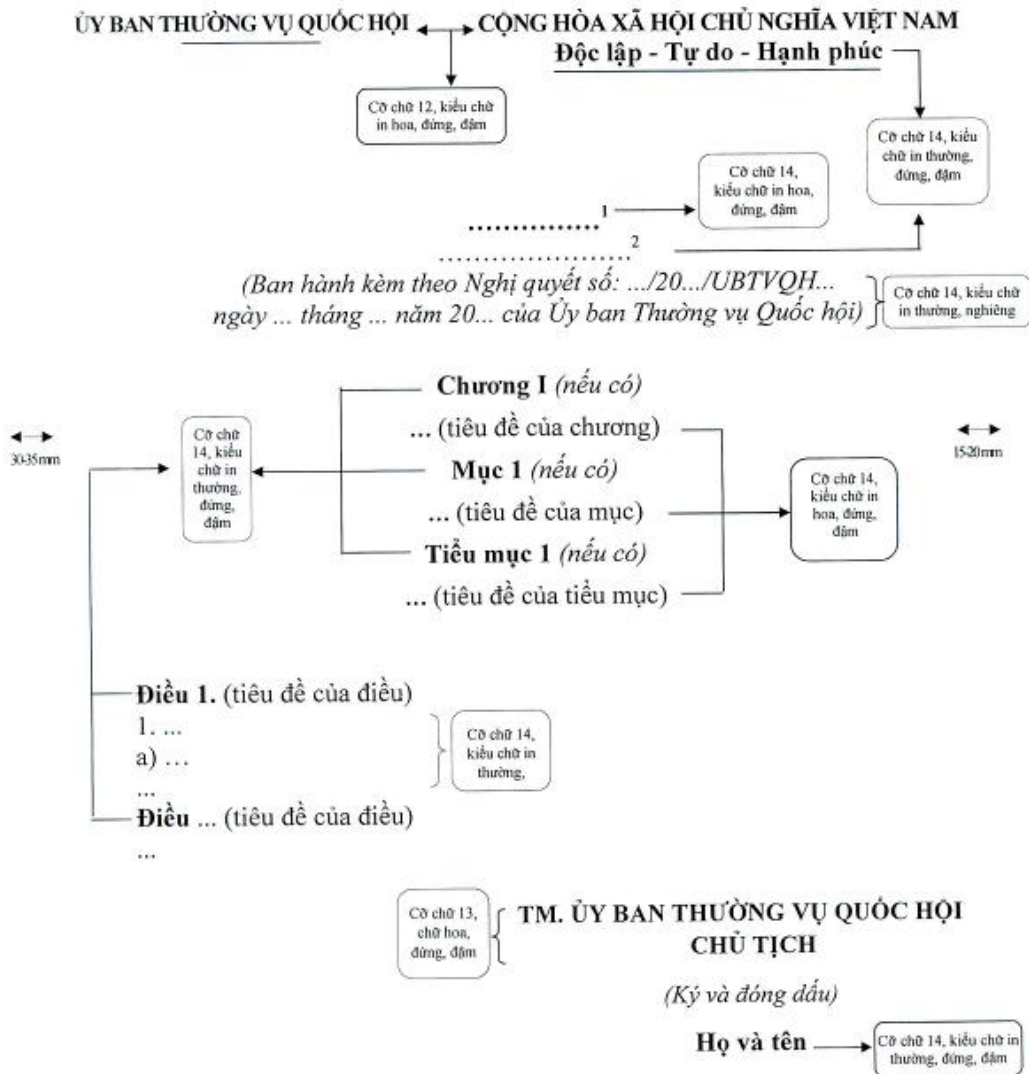 ỦY BAN THƯỜNG VỤ QUỐC HỘI
CỘNG HÒA XÃ HỘI CHỦ NGHĨA VIỆT NAM
Độc lập - Tự do - Hạnh phúc
Cỡ chữ 12, kiểu chữ
in hoa, đứng, đậm
Cỡ chữ 14, kiểu
chữ in thường,
đứng, đậm
Cỡ chữ 14,
kiểu chữ in hoa,
đứng, đậm
............... 1
........................... 2
(Ban hành kèm theo Nghị quyết số: .../20.../UBTVQH...
ngày ... tháng ... năm 20... của Ủy ban Thường vụ Quốc hội)
Cỡ chữ 14, kiểu chữ
in thường, nghiêng
Chương I (nếu có)
... (tiêu đề của chương)
Mục 1 (nếu có)
... (tiêu đề của mục)
Tiểu mục 1 (nếu có)
... (tiêu đề của tiểu mục)
30-35mm
Cỡ chữ
14, kiểu
chữ in
thường,
đứng,
đậm
15-20mm
Cỡ chữ 14,
kiểu chữ in
hoa, đứng,
đậm
Điều 1. (tiêu đề của điều)
1. ...
a) ...
...
Cỡ chữ 14,
kiểu chữ in
thường,
Điều ... (tiêu đề của điều)
...
Cỡ chữ 13,
chữ hoa,
đứng, đậm
TM. ỦY BAN THƯỜNG VỤ QUỐC HỘI
CHỦ TỊCH
(Ký và đóng dấu)
Họ và tên
Cỡ chữ 14, kiểu chữ in
thường, đứng, đậm